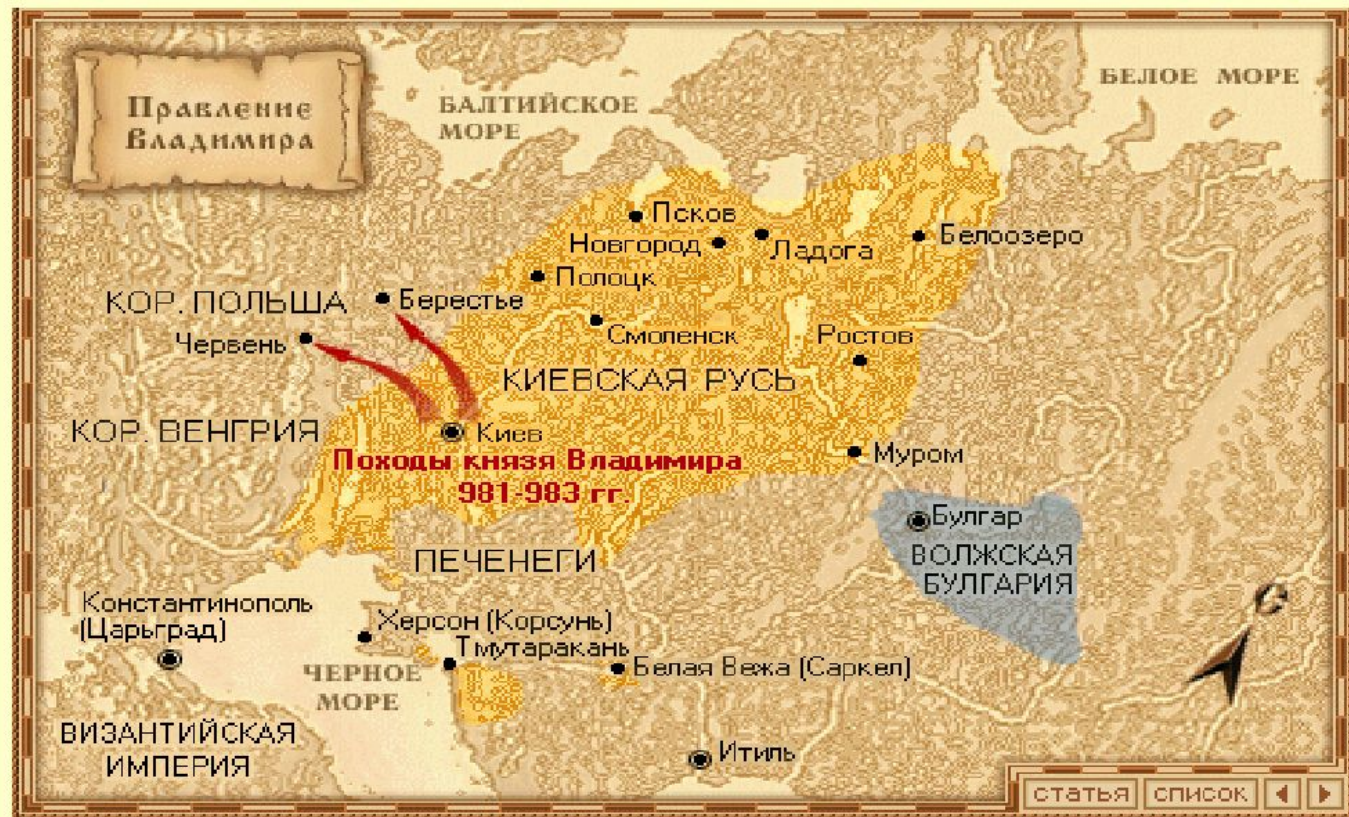 Правление
Владимира
БАЛТИЙСКОЕ
МОРЕ
БЕЛОЕ МОРЕ
Псков
Новгород
Ладога
Белоозеро
Полоцк
КОР. ПОЛЬША
Берестье
Червень
Смоленск
Ростов
КИЕВСКАЯ РУСЬ
КОР. ВЕНГРИЯ
Киев
Походы князя Владимира
981-983 гг.
Муром
Булгар
ВОЛЖСКАЯ
БУЛГАРИЯ
ПЕЧЕНЕГИ
Константинополь
(Царьград)
Херсон (Корсунь)
Тмутаракань
Белая Вежа (Саркел)
ЧЕРНОЕ
МОРЕ
С
ВИЗАНТИЙСКАЯ
ИМПЕРИЯ
Итиль
статья список